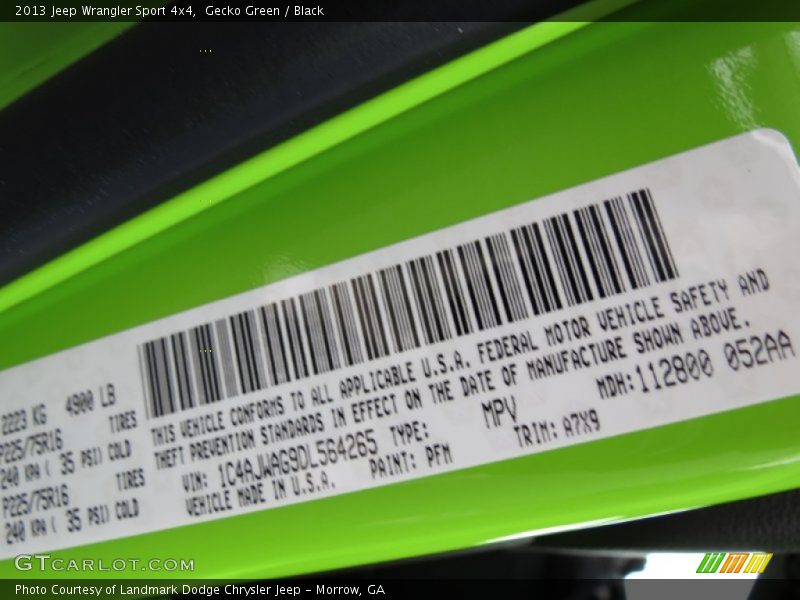 2013 Jeep Wrangler Sport 4x4,  Gecko Green / Black
2223 KG 4900 LB
P225/75R16 TIRES
240 KPA ( 35 PSI) COLD
P225/75R16 TIRES
240 KPA ( 35 PSI) COLD
THIS VEHICLE CONFORMS TO ALL APPLICABLE U.S.A. FEDERAL MOTOR VEHICLE SAFETY AND
THEFT PREVENTION STANDARDS IN EFFECT ON THE DATE OF MANUFACTURE SHOWN ABOVE.
VIN: 1C4AJWAG9DL564265 TYPE: MPV MDH: 112800 052AA
VEHICLE MADE IN U.S.A. PAINT: PFN TRIM: A7X9
GTCARLOT.COM
Photo Courtesy of Landmark Dodge Chrysler Jeep – Morrow, GA